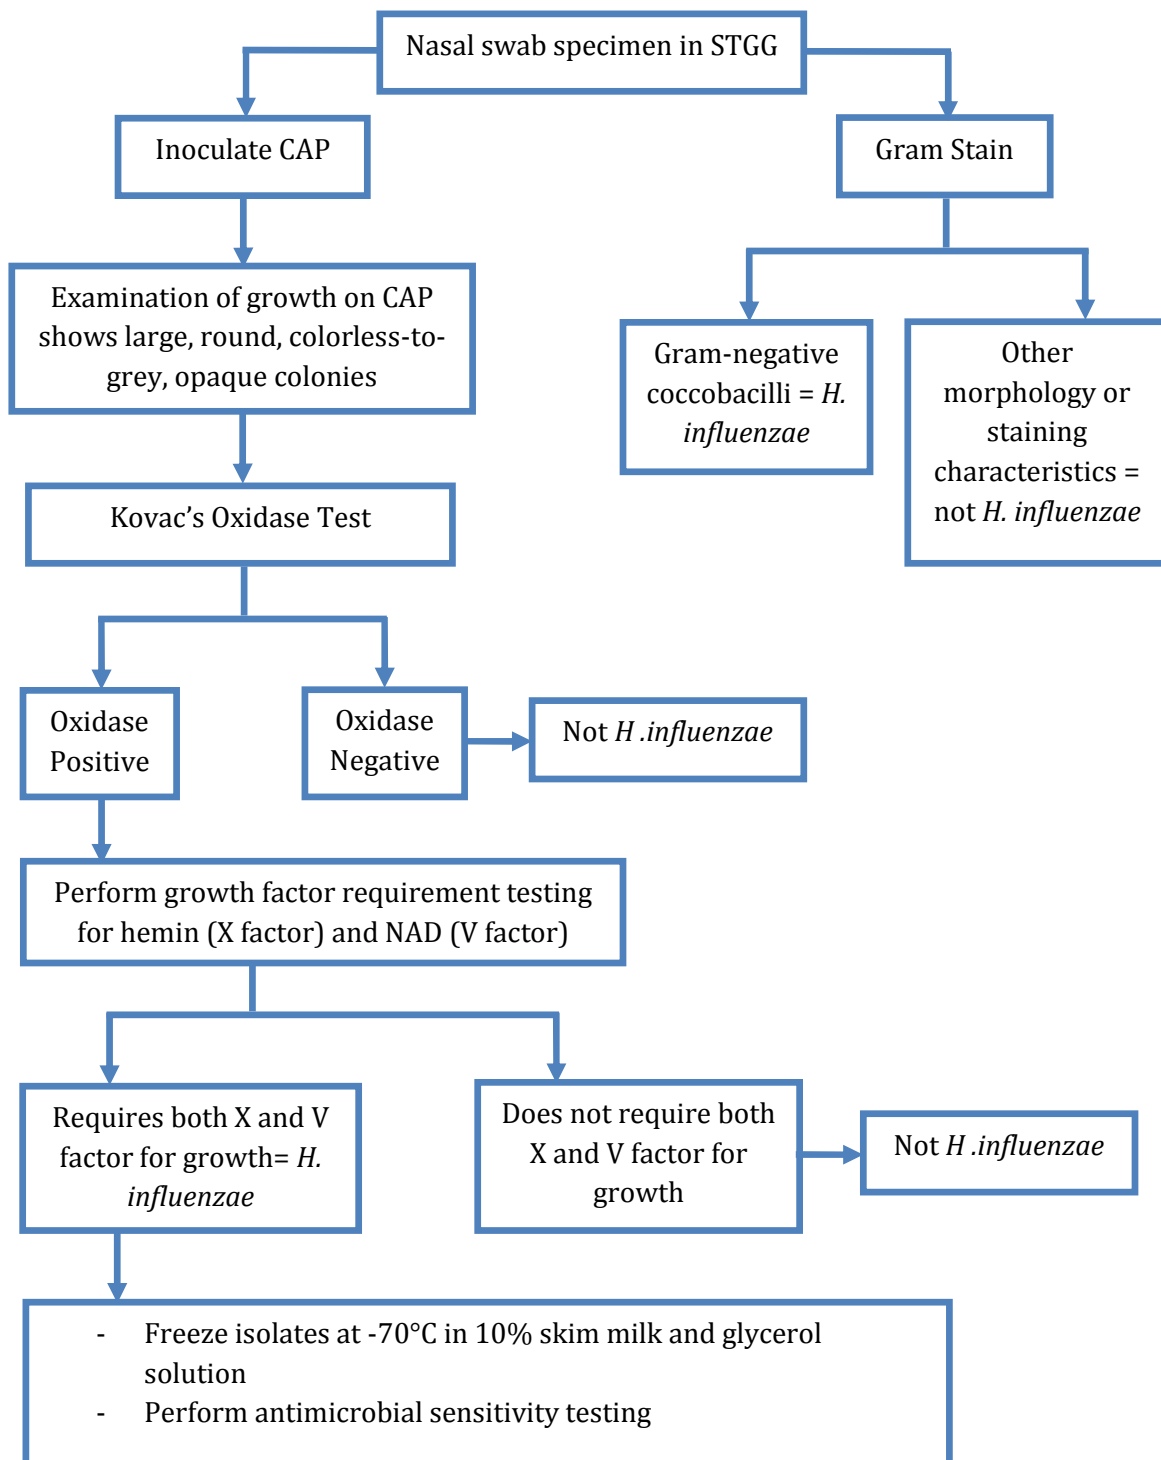 Nasal swab specimen in STGG
Inoculate CAP
Gram Stain
Examination of growth on CAP
shows large, round, colorless-to-
grey, opaque colonies
Gram-negative
coccobacilli = H.
influenzae
Other
morphology or
staining
characteristics =
not H. influenzae
Kovac’s Oxidase Test
Oxidase
Positive
Oxidase
Negative
Not H .influenzae
Perform growth factor requirement testing
for hemin (X factor) and NAD (V factor)
Requires both X and V
factor for growth= H.
influenzae
Does not require both
X and V factor for
growth
Not H .influenzae
- Freeze isolates at -70°C in 10% skim milk and glycerol
solution
- Perform antimicrobial sensitivity testing